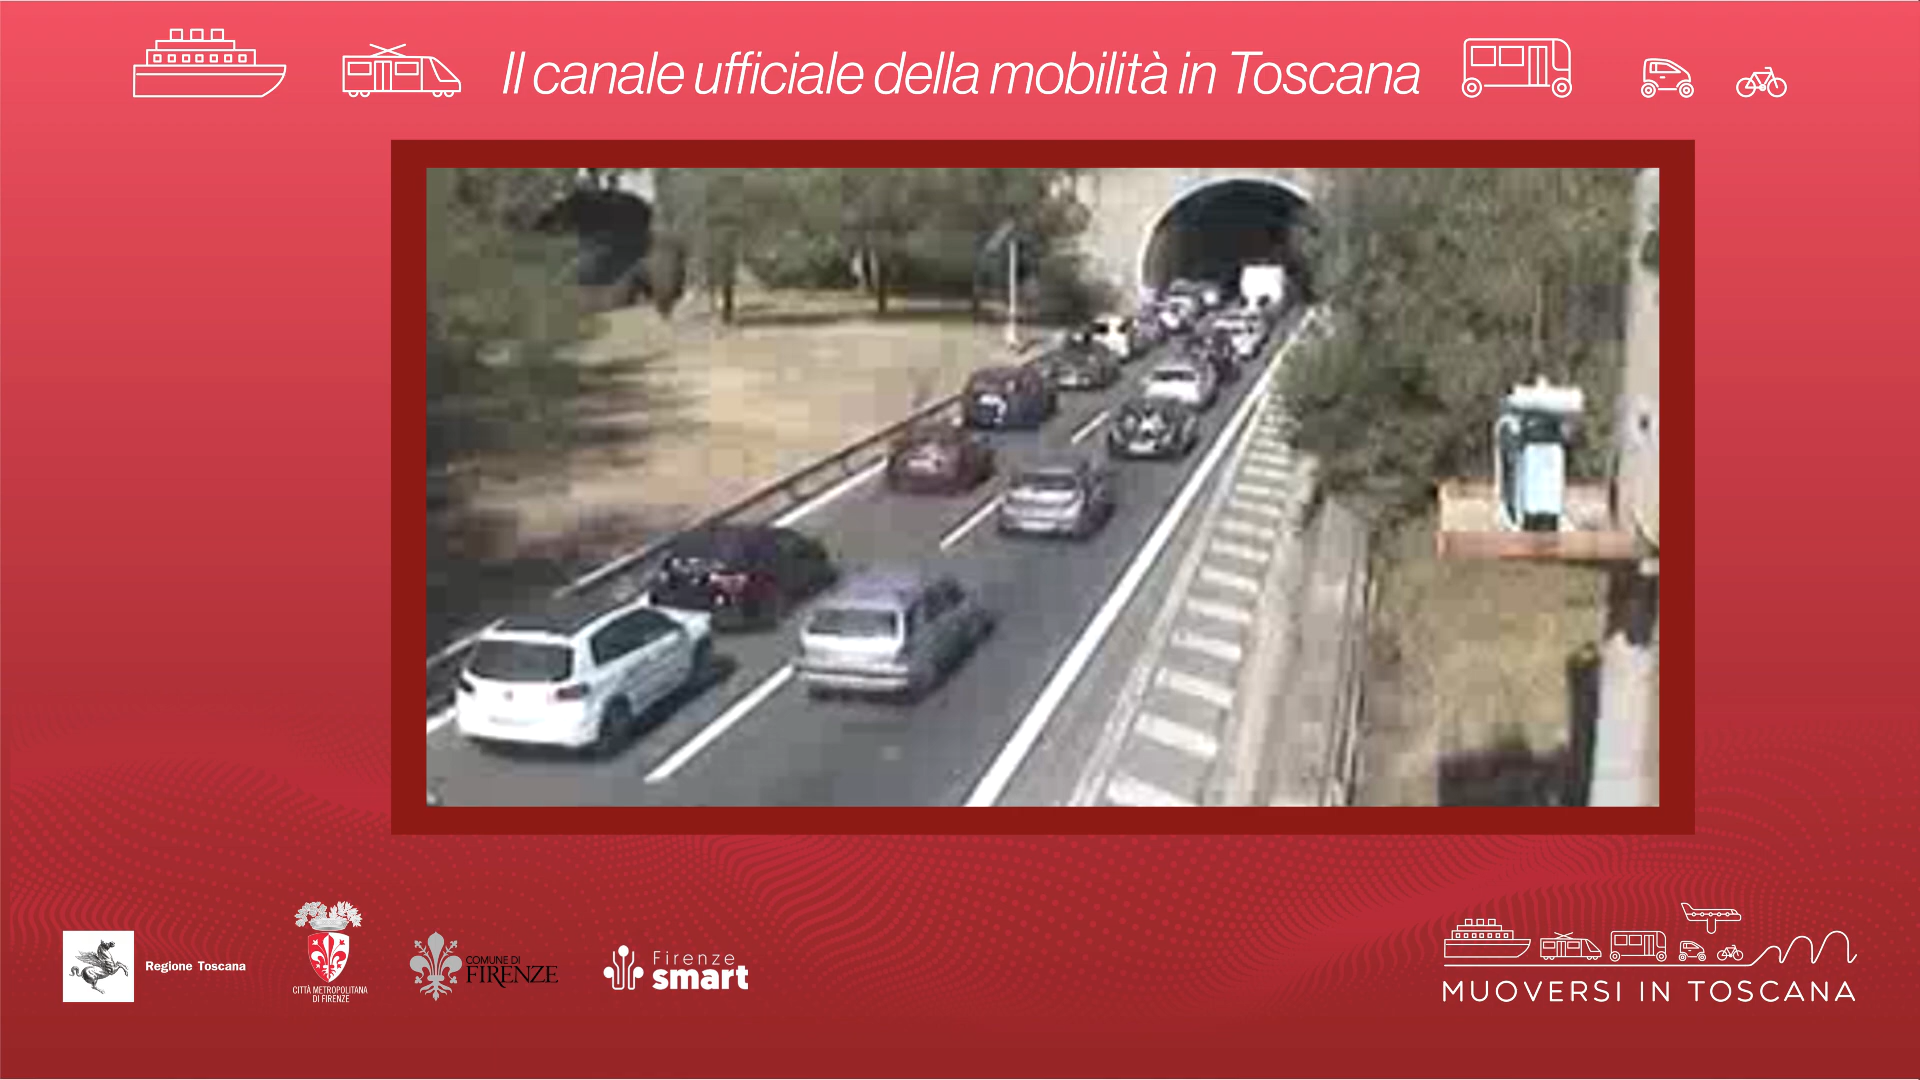 Il canale ufficiale della mobilità in Toscana
Regione Toscana
CITTÀ METROPOLITANA
DI FIRENZE
COMUNE DI
FIRENZE
Firenze
smart
MUOVERSI IN TOSCANA